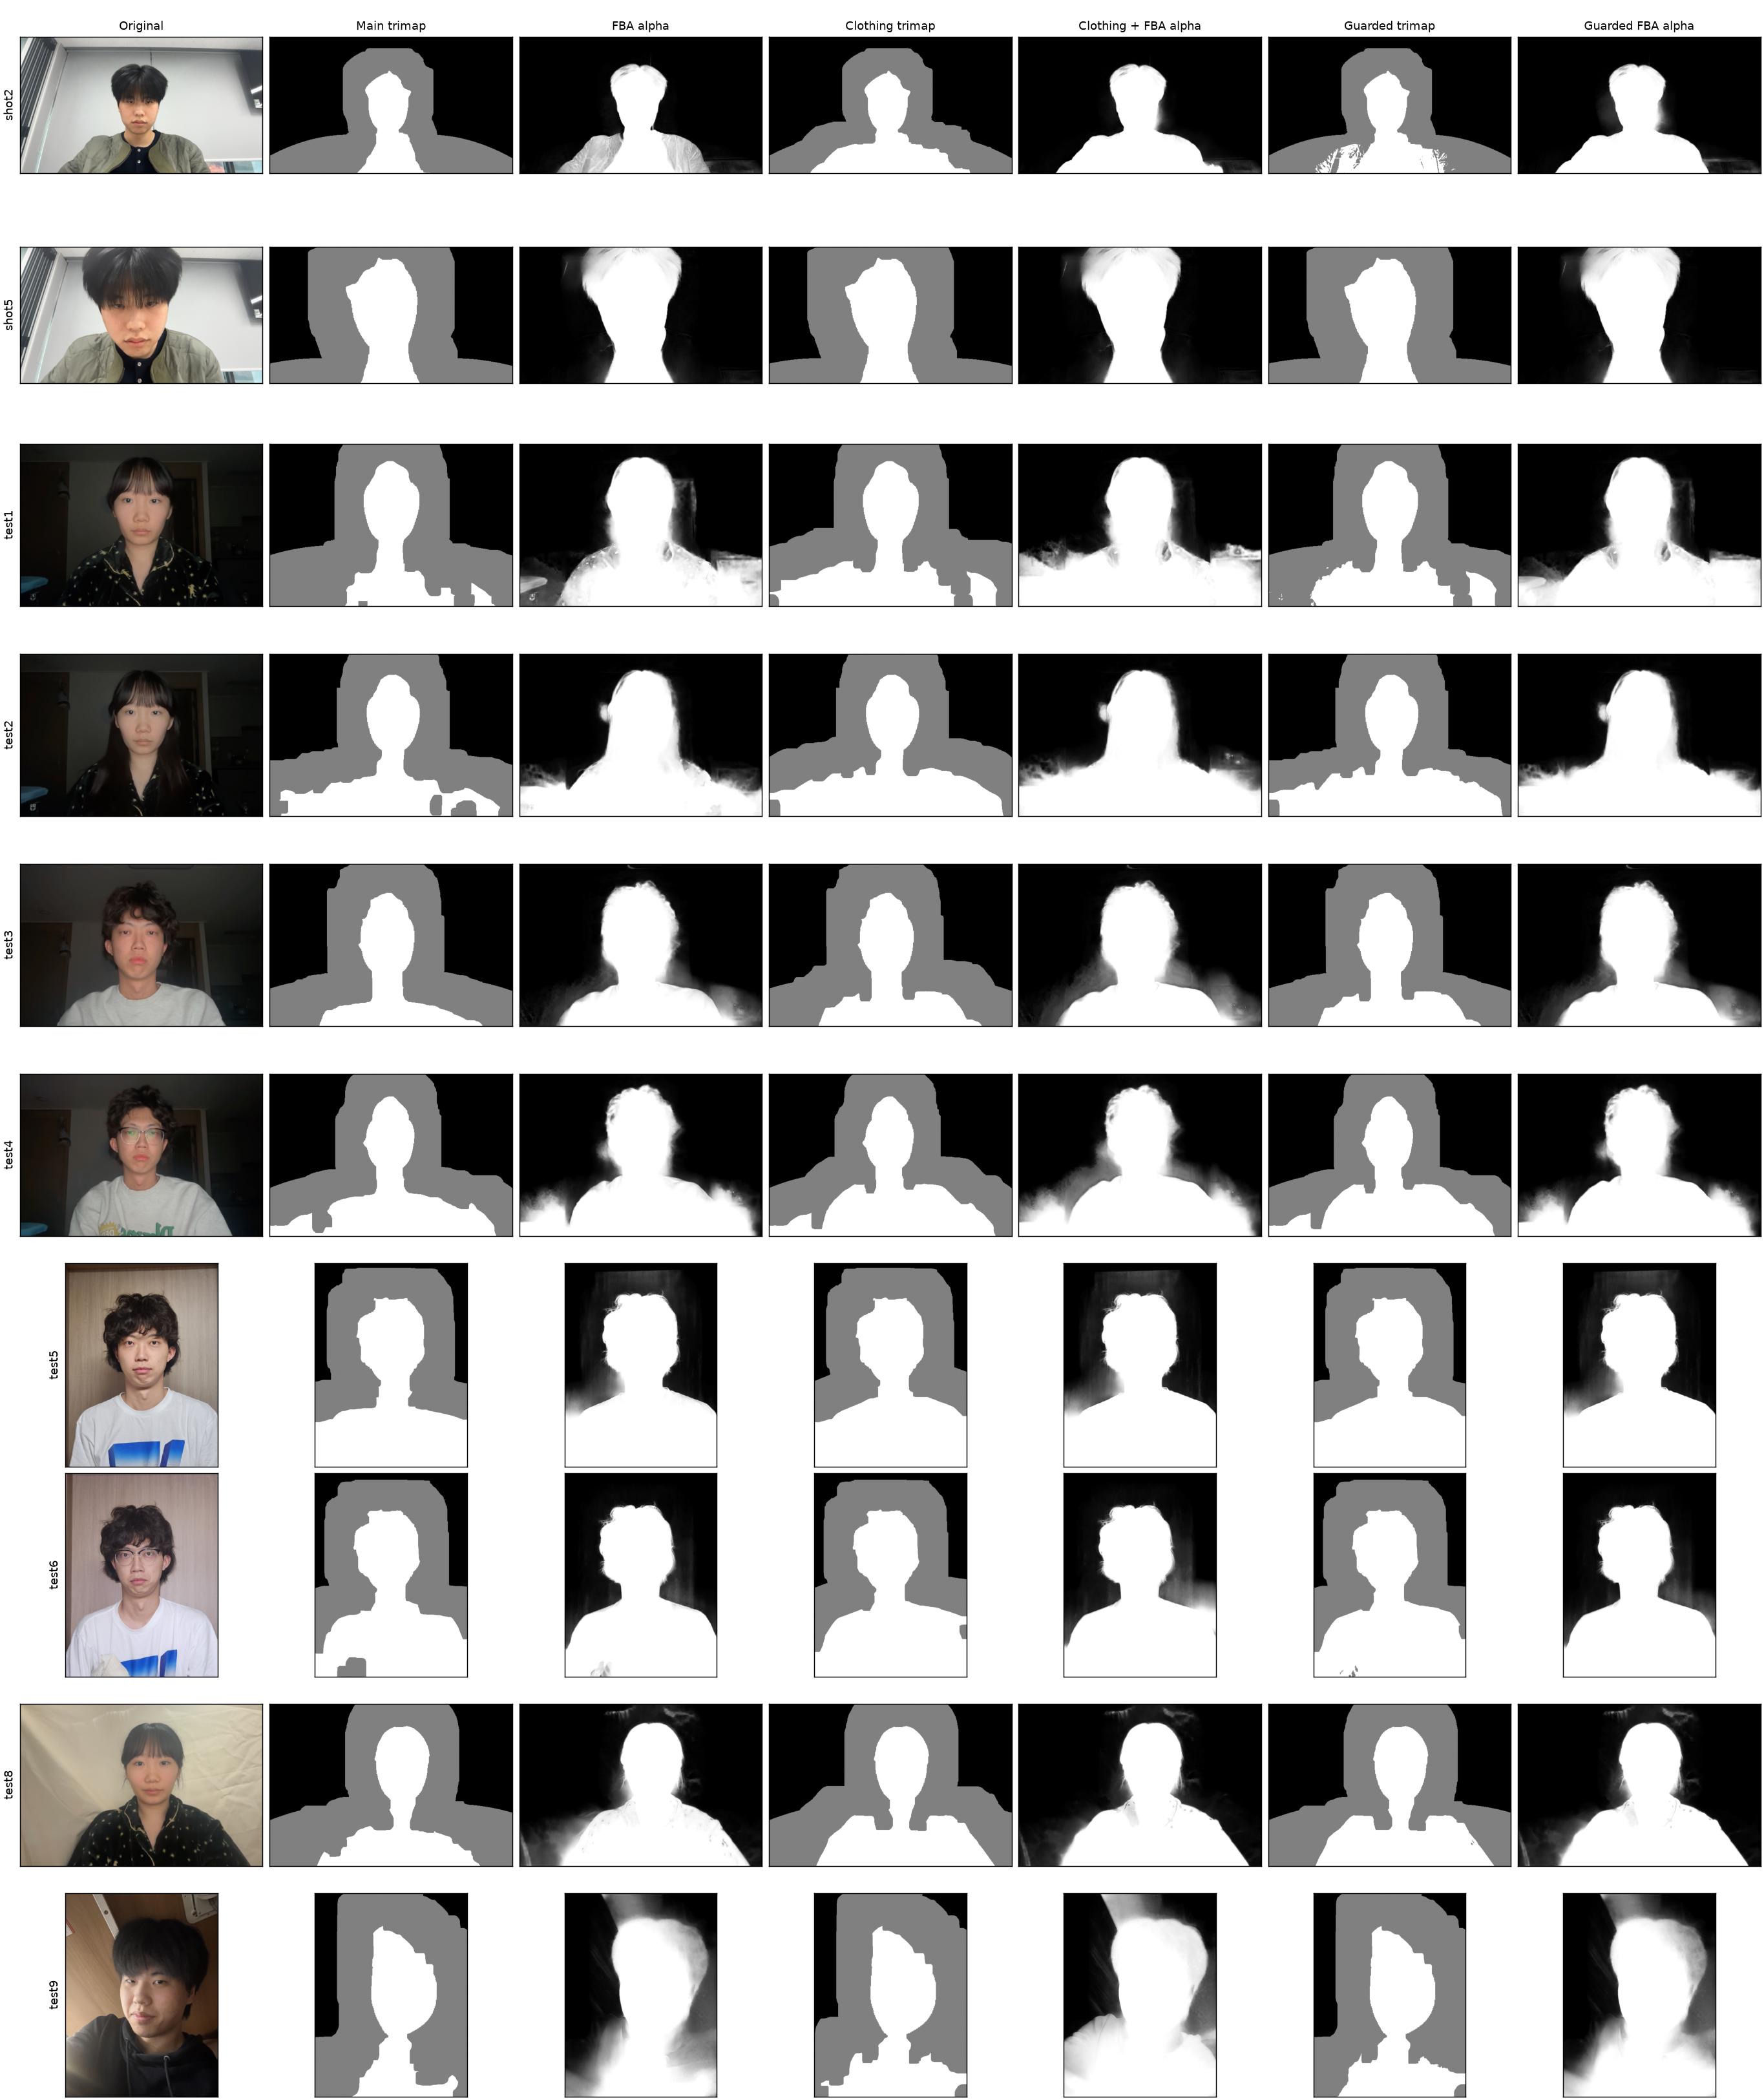 Original Main trimap FBA alpha Clothing trimap Clothing + FBA alpha Guarded trimap Guarded FBA alpha
shot2
shot5
test1
test2
test3
test4
test5
test6
test8
test9